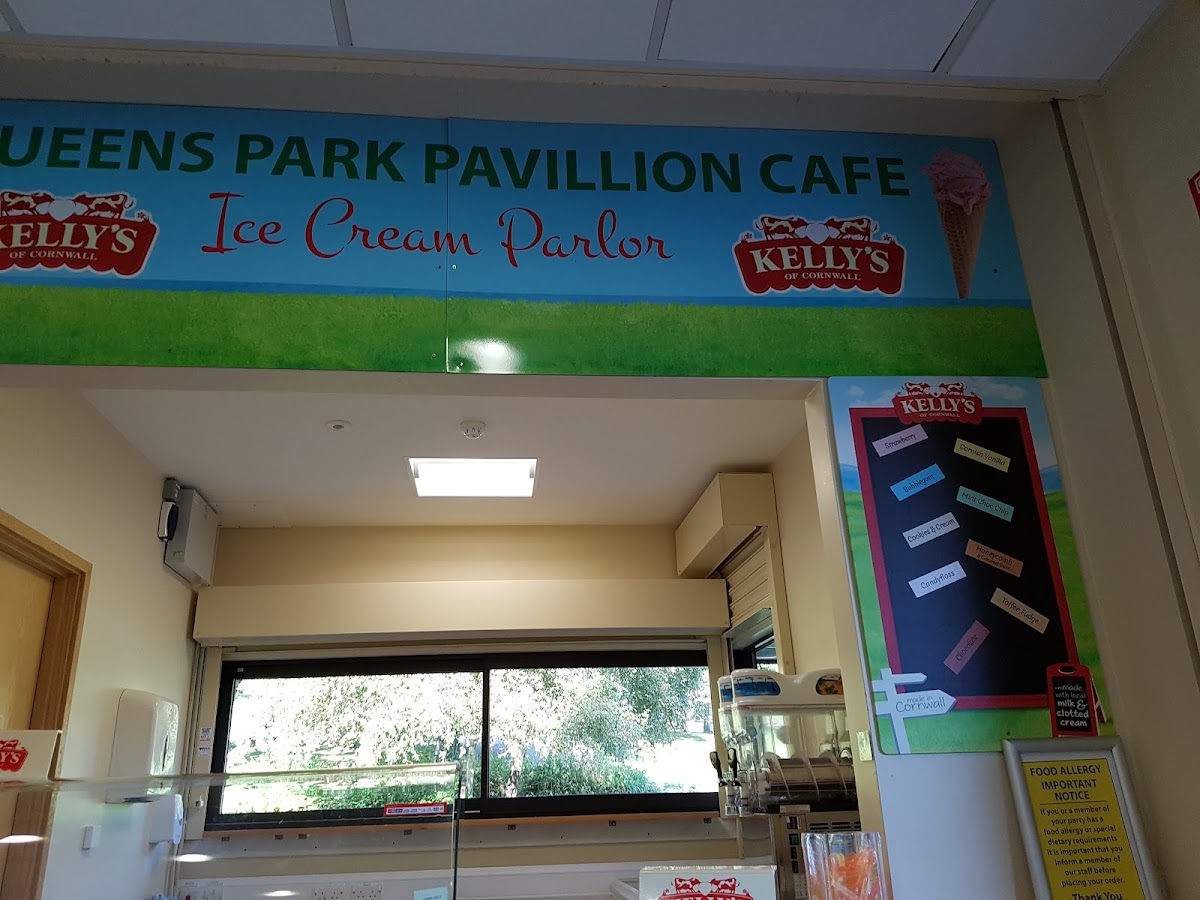 UEENS PARK PAVILLION CAFE
Ice Cream Parlor
KELLY'S
OF CORNWALL
KELLY'S
OF CORNWALL
KELLY'S
OF CORNWALL
Strawberry
Cornish Vanilla
Bubblegum
Mint Choc Chip
Cookies & Cream
Honeycomb
Candyfloss
Toffee Fudge
Chocolate
made in
Cornwall
made
with local
milk &
clotted
cream
FOOD ALLERGY
IMPORTANT
NOTICE
If you or a member of
your party has a
food allergy or special
dietary requirements
it is important that you
inform a member of
our staff before
placing your order.
Thank You
LY'S